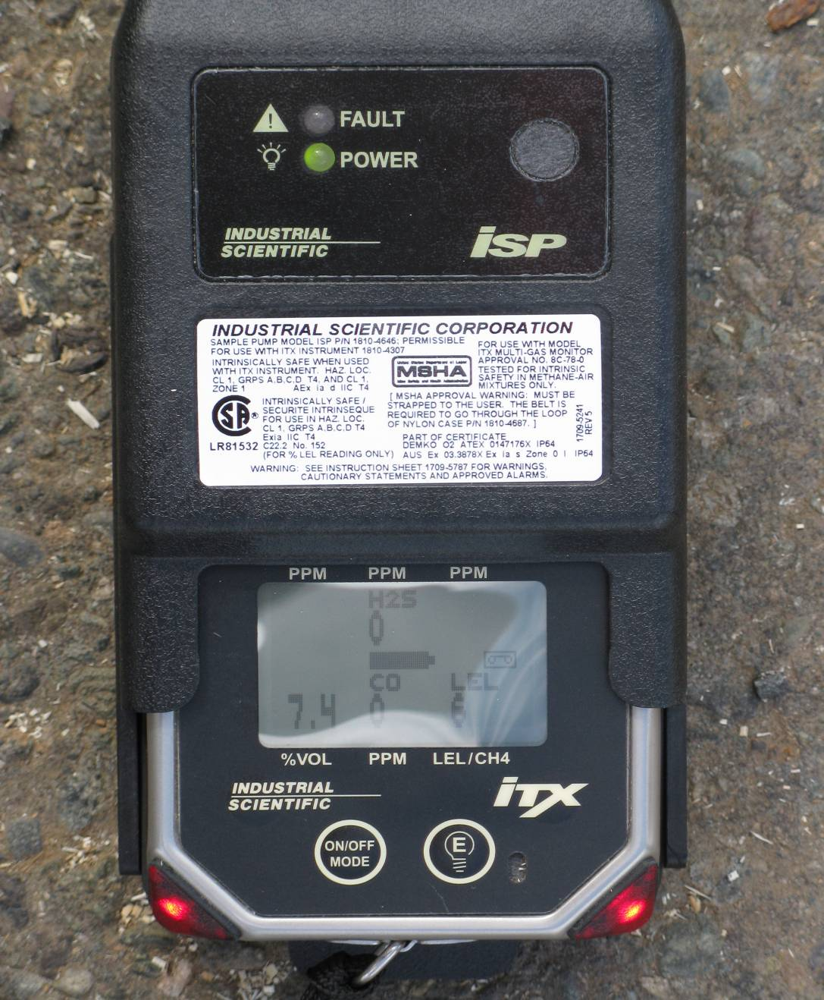 ! FAULT
POWER
INDUSTRIAL
SCIENTIFIC
iSP
INDUSTRIAL SCIENTIFIC CORPORATION
SAMPLE PUMP MODEL ISP P/N 1810-4646; PERMISSIBLE
FOR USE WITH ITX INSTRUMENT 1810-4307
INTRINSICALLY SAFE WHEN USED
WITH ITX INSTRUMENT. HAZ. LOC.
CL 1, GRPS A,B,C,D T4, AND CL 1,
ZONE 1 AEx ia d IIC T4
MSHA
FOR USE WITH MODEL
ITX MULTI-GAS MONITOR
APPROVAL NO. 8C-78-0
TESTED FOR INTRINSIC
SAFETY IN METHANE-AIR
MIXTURES ONLY.
SA ®
LR81532
INTRINSICALLY SAFE /
SECURITE INTRINSEQUE
FOR USE IN HAZ. LOC.
CL 1, GRPS A,B,C,D T4
Exia IIC T4
C22.2 No. 152
(FOR % LEL READING ONLY)
[ MSHA APPROVAL WARNING: MUST BE
STRAPPED TO THE USER. THE BELT IS
REQUIRED TO GO THROUGH THE LOOP
OF NYLON CASE P/N 1810-4687. ]
1709-5241
REV 5
PART OF CERTIFICATE
DEMKO 02 ATEX 0147176X IP64
AUS Ex 03.3878X Ex ia s Zone 0 I IP64
WARNING: SEE INSTRUCTION SHEET 1709-5787 FOR WARNINGS,
CAUTIONARY STATEMENTS AND APPROVED ALARMS.
PPM PPM PPM
H2S
0
CO LEL
7.4 0
%VOL PPM LEL/CH4
INDUSTRIAL
SCIENTIFIC
iTX
ON/OFF
MODE
E